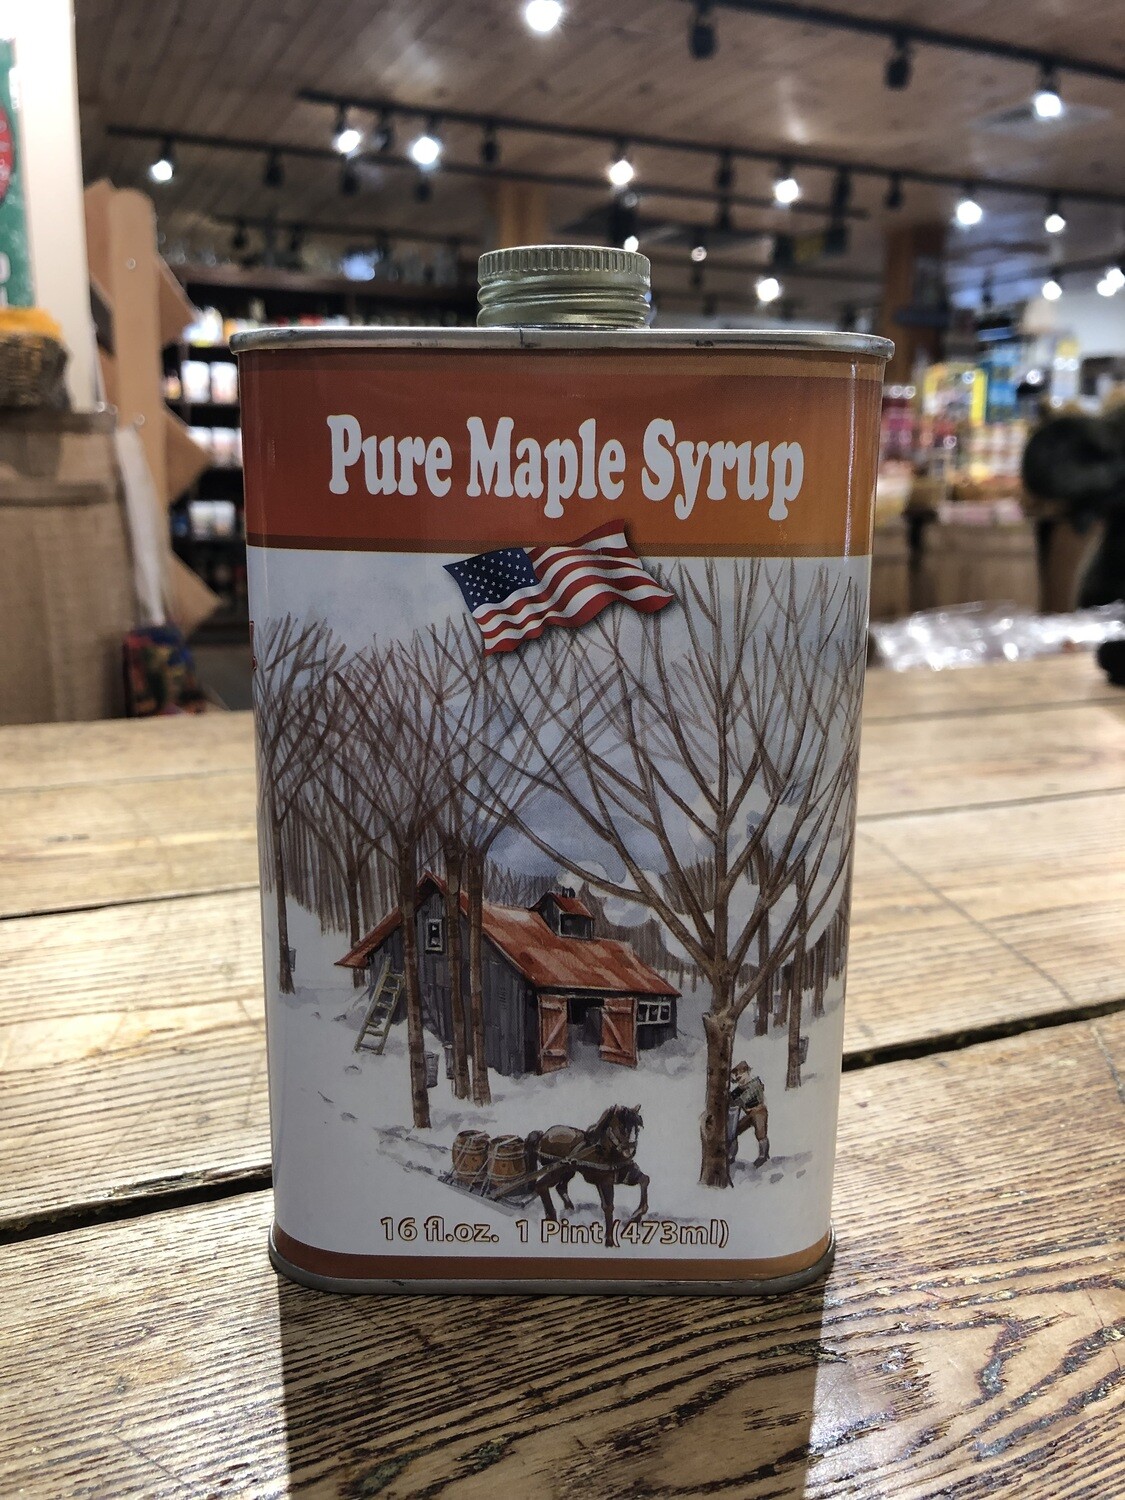 Pure Maple Syrup
16 fl.oz. 1 Pint (473ml)